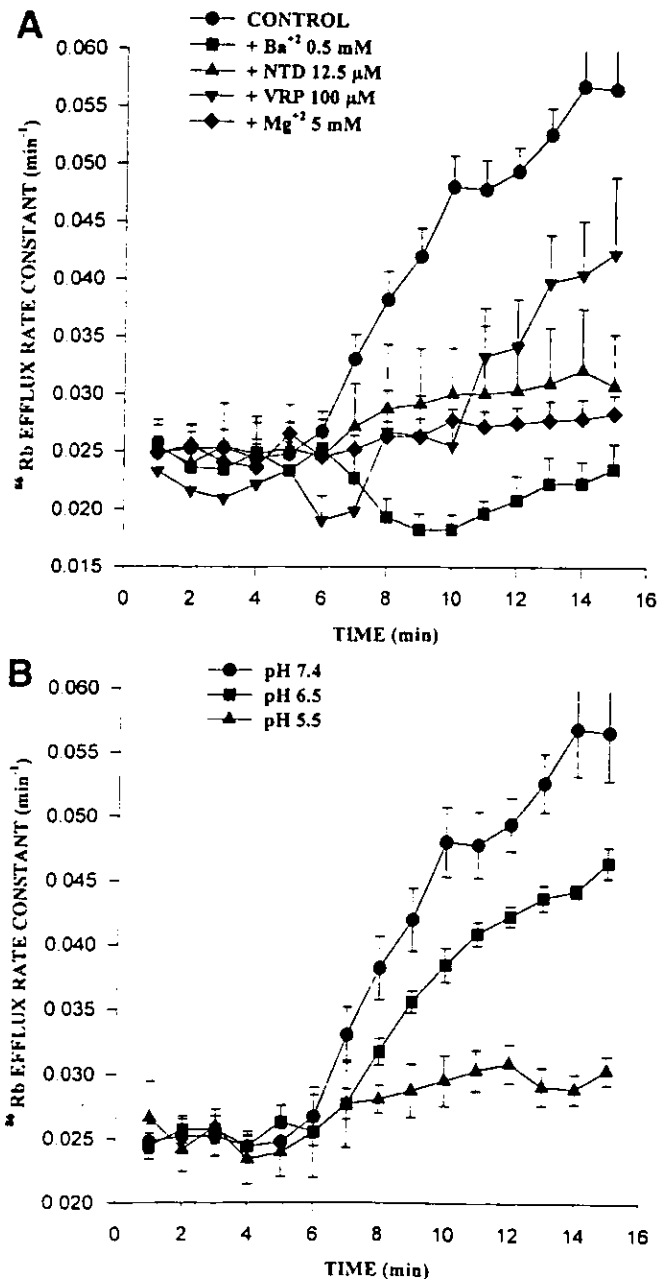 A
CONTROL
+ Ba+2 0.5 mM
+ NTD 12.5 μM
+ VRP 100 μM
+ Mg+2 5 mM
86 Rb EFFLUX RATE CONSTANT (min-1)
0.060
0.055
0.050
0.045
0.040
0.035
0.030
0.025
0.020
0.015
0 2 4 6 8 10 12 14 16
TIME (min)
B
pH 7.4
pH 6.5
pH 5.5
86 Rb EFFLUX RATE CONSTANT (min-1)
0.060
0.055
0.050
0.045
0.040
0.035
0.030
0.025
0.020
0 2 4 6 8 10 12 14 16
TIME (min)